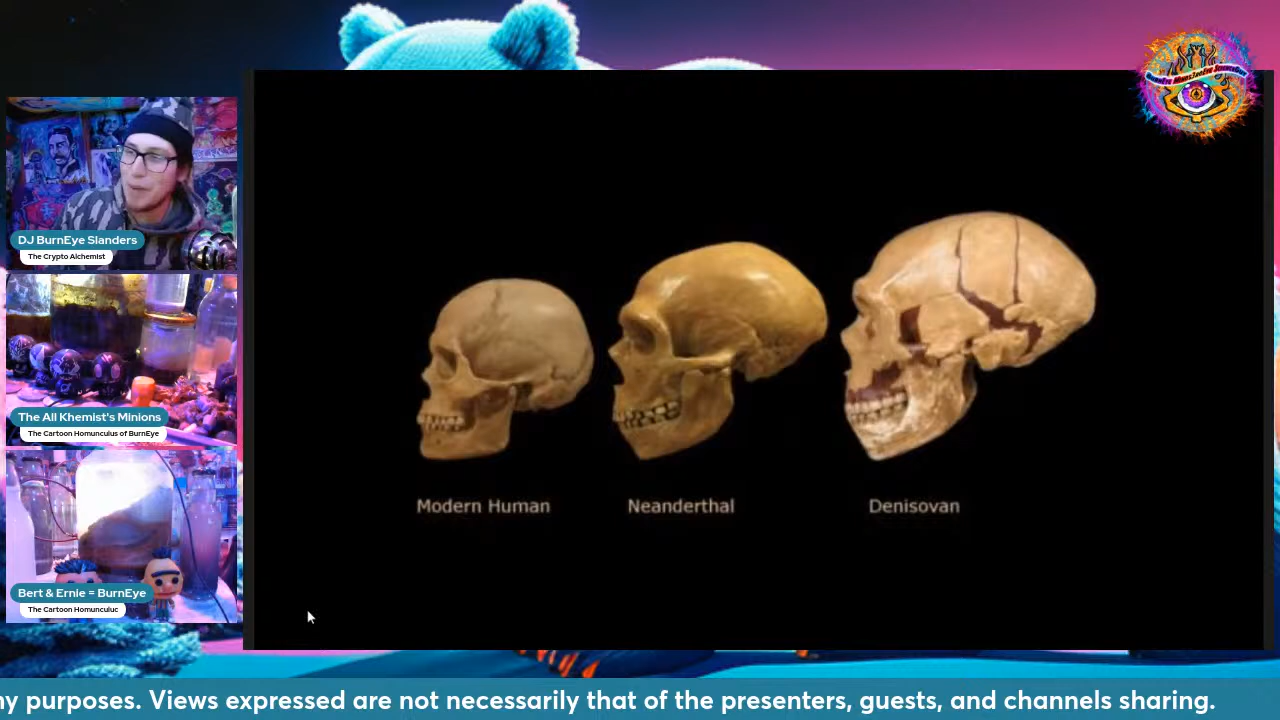 DJ BurnEye Slanders
The Crypto Alchemist
The All Khemist's Minions
The Cartoon Homunculus of BurnEye
Bert & Ernie = BurnEye
The Cartoon Homunculuc
Modern Human
Neanderthal
Denisovan
purposes. Views expressed are not necessarily that of the presenters, guests, and channels sharing.